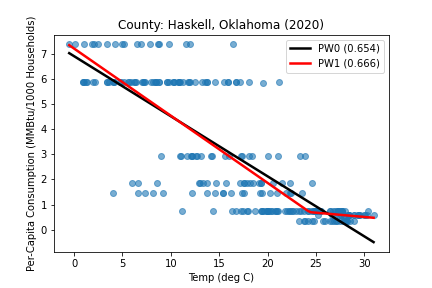 County: Haskell, Oklahoma (2020)
PW0 (0.654)
PW1 (0.666)
Per-Capita Consumption (MMBtu/1000 Households)
7
6
5
4
3
2
1
0
0 5 10 15 20 25 30
Temp (deg C)